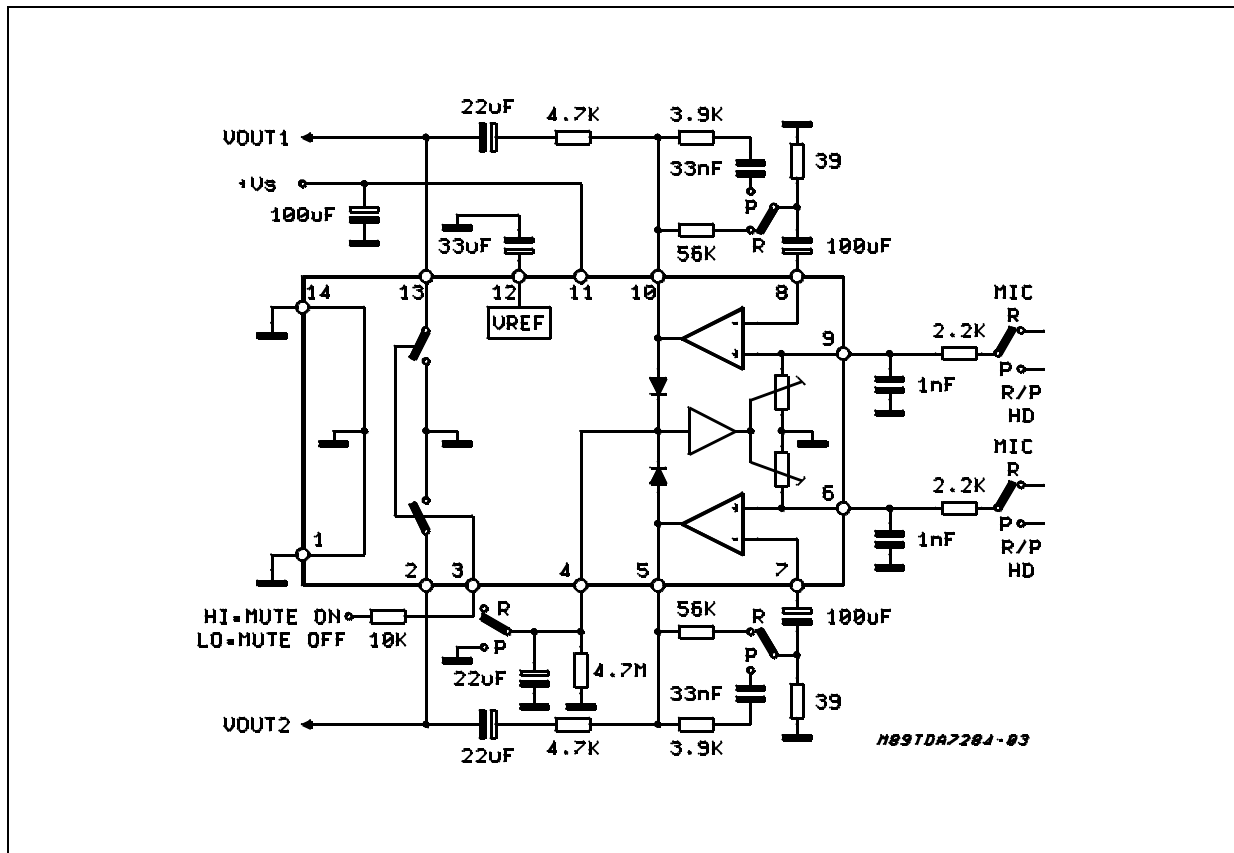 22uF
4.7K
3.9K
VOUT1
33nF
39
+Vs
P
100uF
33uF
R
56K
100uF
14
13
12
11
10
8
MIC
R
VREF
9
2.2K
P
1nF
R/P
HD
MIC
R
6
2.2K
P
1
1nF
R/P
2
3
4
5
7
HD
56K
R
100uF
HI=MUTE ON
R
LO=MUTE OFF
10K
P
P
22uF
4.7M
33nF
39
VOUT2
22uF
4.7K
3.9K
M89TDA7284-03